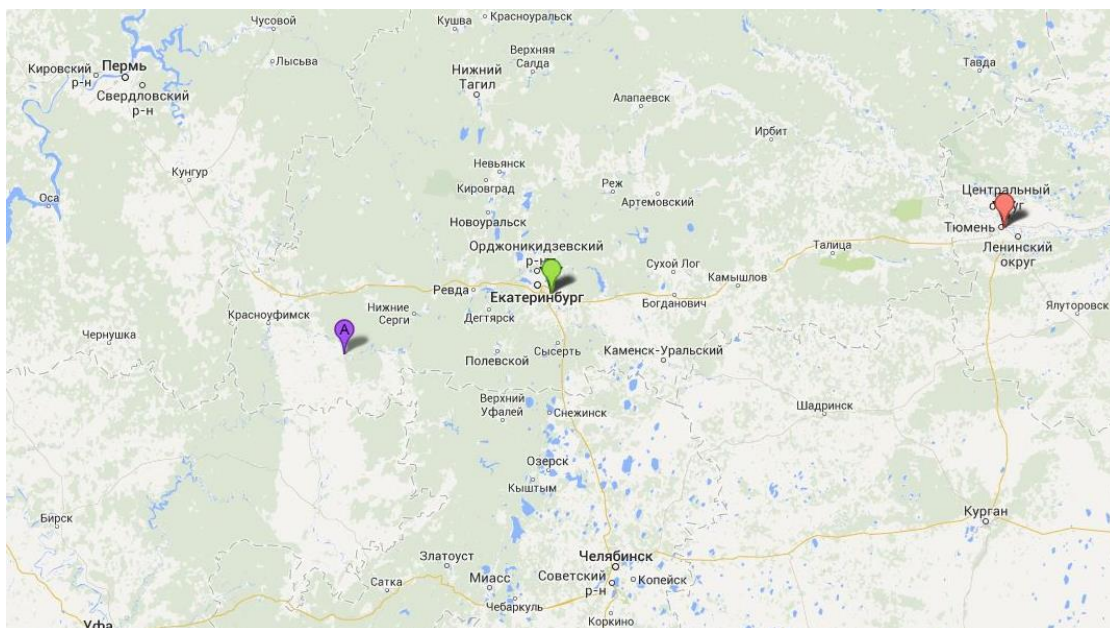 Чусовой
Кушва
Красноуральск
Кировский
р-н
Пермь
Лысьва
Верхняя
Салда
Тавда
Свердловский
р-н
Нижний
Тагил
Алапаевск
Ирбит
Кунгур
Невьянск
Кировград
Реж
Артемовский
Оса
Новоуральск
Центральный
округ
Тюмень
Ленинский
округ
Орджоникидзевский
р-н
Талица
Сухой Лог
Камышлов
Ревда
Екатеринбург
Богданович
Ялуторовск
Красноуфимск
Нижние
Серги
Дегтярск
A
Чернушка
Полевской
Сысерть
Каменск-Уральский
Верхний
Уфалей
Снежинск
Шадринск
Озерск
Кыштым
Бирск
Курган
Златоуст
Челябинск
Сатка
Миасс
Советский
р-н
Копейск
Чебаркуль
Коркино
Уфа